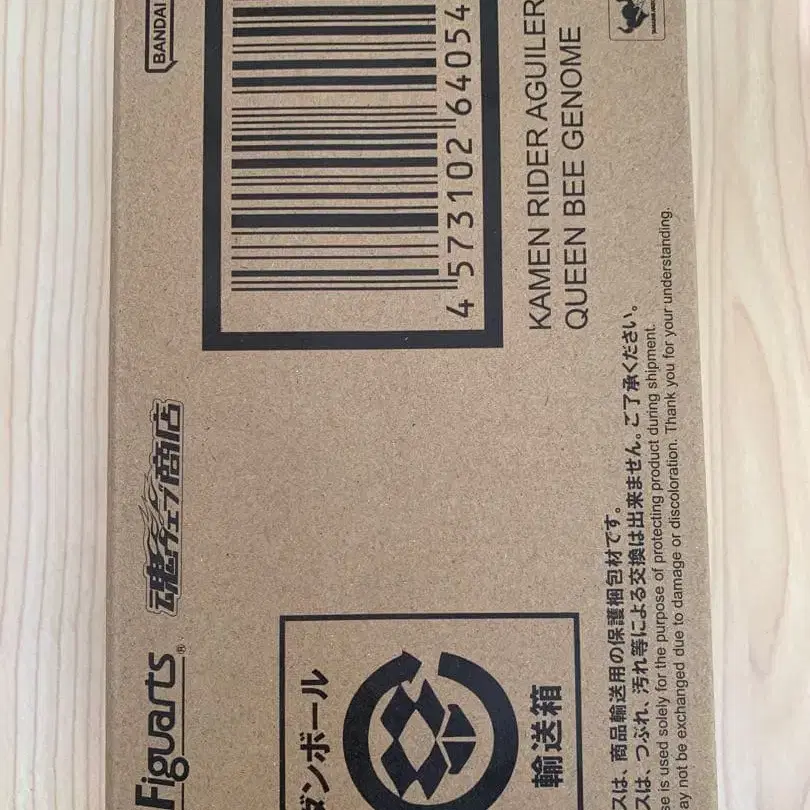 BANDAI
4 573102 64054
KAMEN RIDER AGUILER
QUEEN BEE GENOME
Figuarts®
魂ウェブ商店
ダンボール
輸送箱
スは、商品輸送用の保護梱包材です。
スは、つぶれ、汚れ等による交換は出来ません。ご了承ください。
se is used solely for the purpose of protecting product during shipment.
ay not be exchanged due to damage or discoloration. Thank you for your understanding.